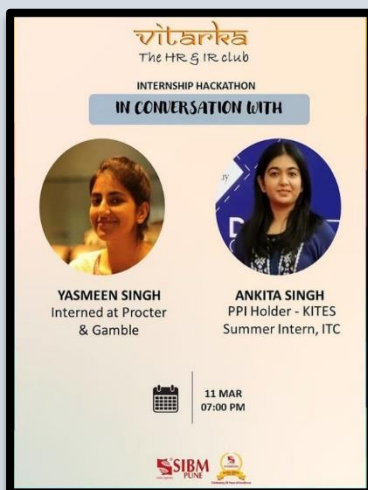 vitarka
The HR & IR club
INTERNSHIP HACKATHON
IN CONVERSATION WITH
YASMEEN SINGH
Interned at Procter
& Gamble
ANKITA SINGH
PPI Holder - KITES
Summer Intern, ITC
11 MAR
07:00 PM
SIBM
PUNE